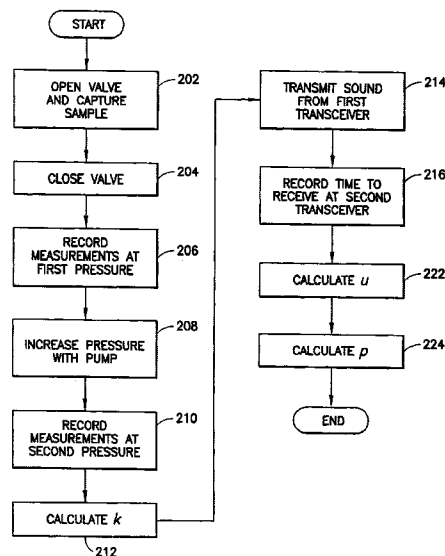 START
OPEN VALVE
AND CAPTURE
SAMPLE
202
CLOSE VALVE
204
RECORD
MEASUREMENTS AT
FIRST PRESSURE
206
INCREASE PRESSURE
WITH PUMP
208
RECORD
MEASUREMENTS AT
SECOND PRESSURE
210
CALCULATE k
212
TRANSMIT SOUND
FROM FIRST
TRANSCEIVER
214
RECORD TIME TO
RECEIVE AT SECOND
TRANSCEIVER
216
CALCULATE u
222
CALCULATE p
224
END